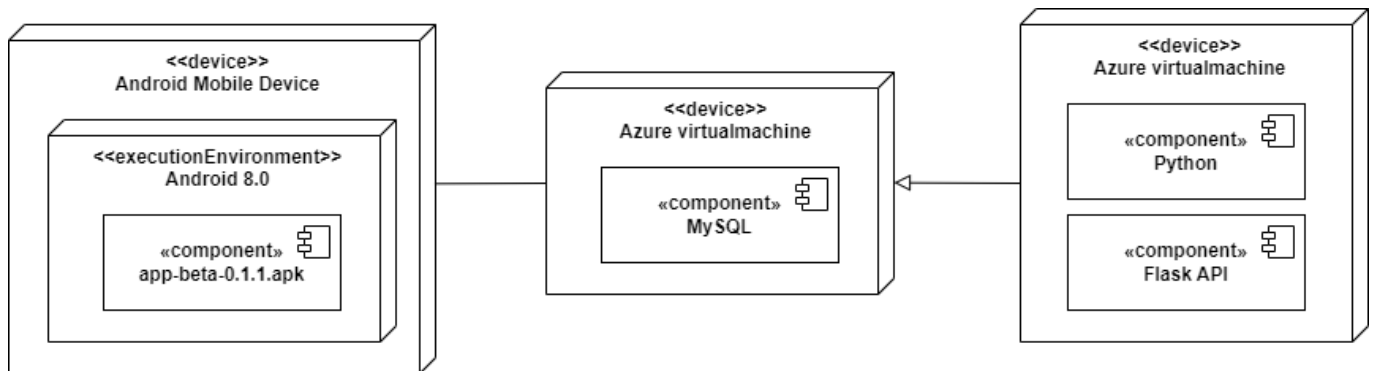 <<device>>
Android Mobile Device
<<executionEnvironment>>
Android 8.0
«component»
app-beta-0.1.1.apk
<<device>>
Azure virtualmachine
«component»
MySQL
<<device>>
Azure virtualmachine
«component»
Python
«component»
Flask API